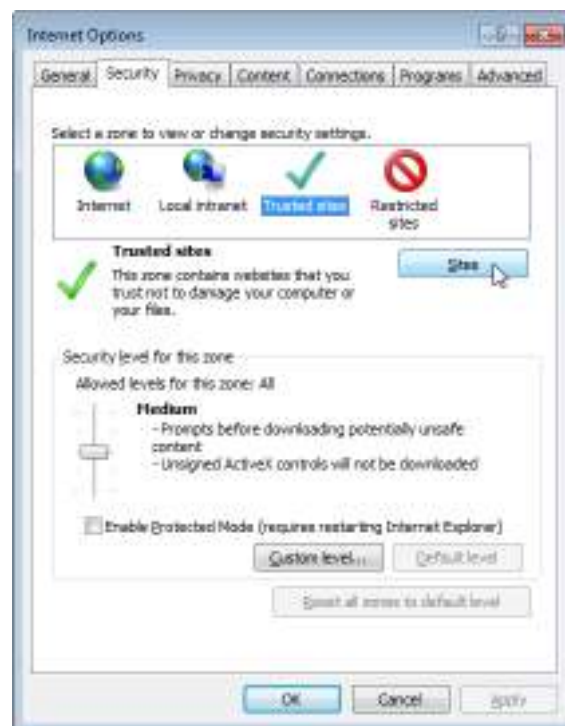 Internet Options
General Security Privacy Content Connections Programs Advanced
Select a zone to view or change security settings.
Internet Local intranet Trusted sites Restricted
sites
Trusted sites
This zone contains websites that you
trust not to damage your computer or
your files.
Sites
Security level for this zone
Allowed levels for this zone: All
Medium
- Prompts before downloading potentially unsafe
content
- Unsigned ActiveX controls will not be downloaded
Enable Protected Mode (requires restarting Internet Explorer)
Custom level... Default level
Reset all zones to default level
OK Cancel Apply